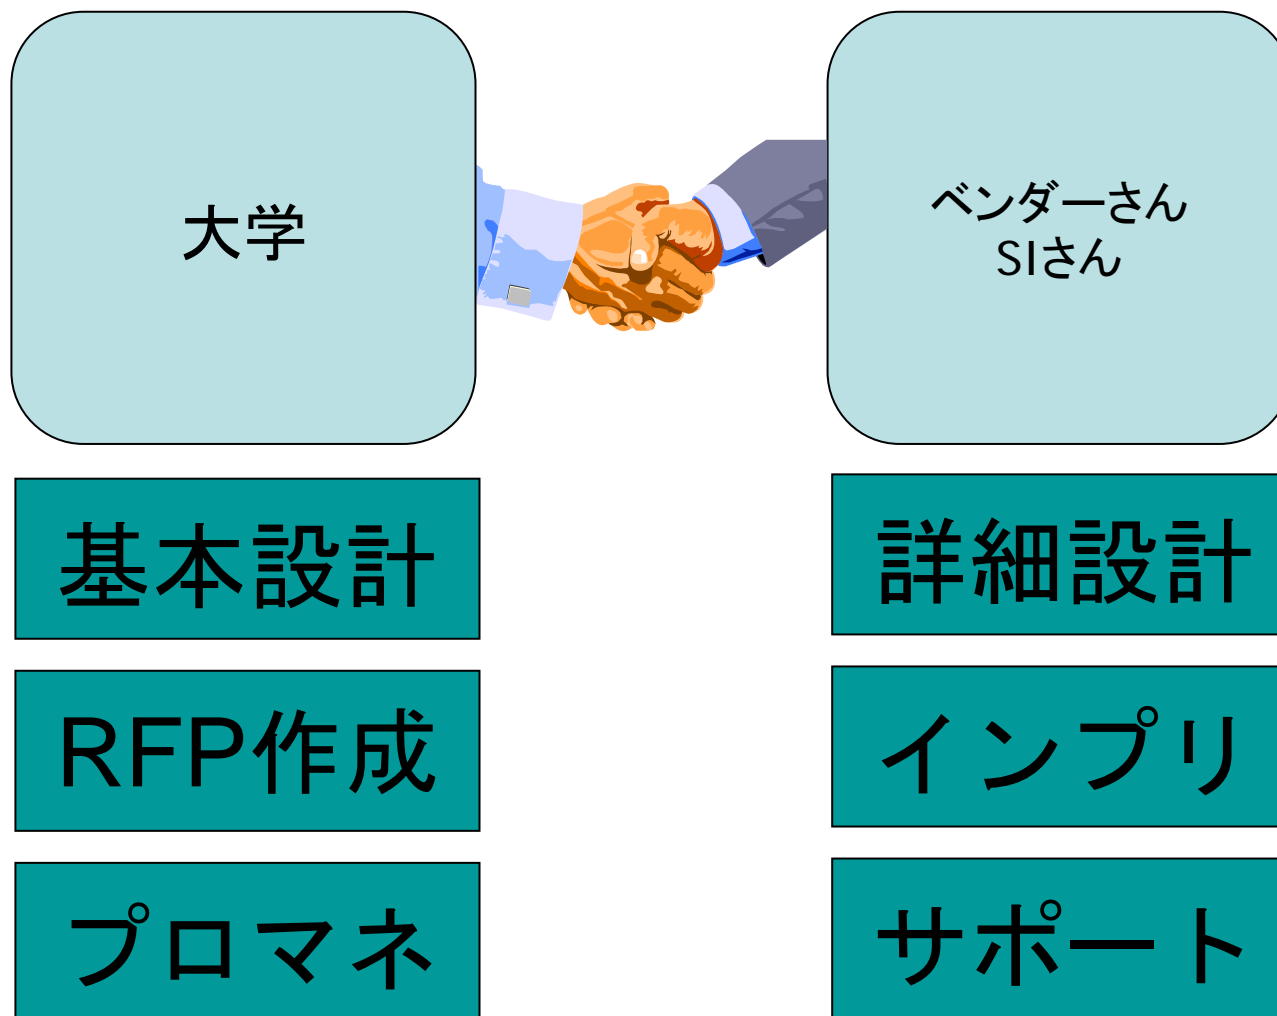 大学
ベンダーさん
SIさん
基本設計
詳細設計
RFP作成
インプリ
プロマネ
サポート